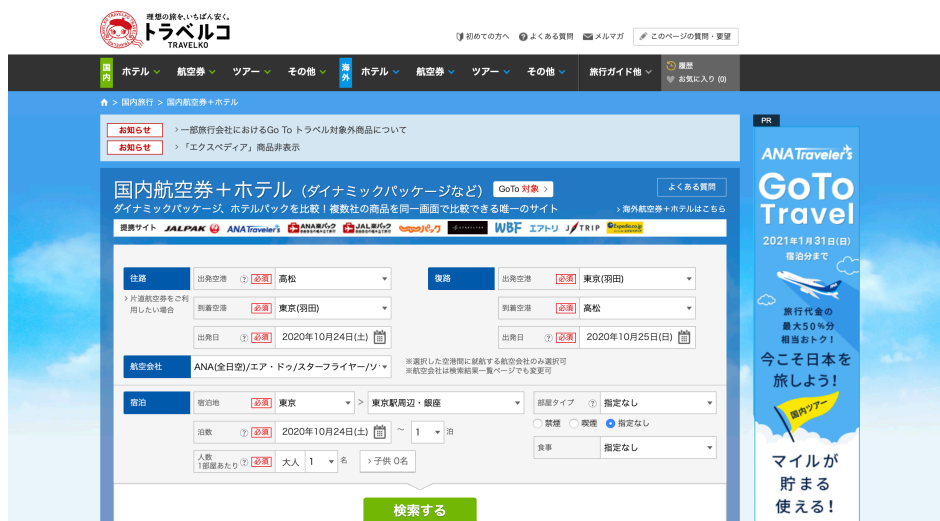 理想の旅を、いちばん安く。
トラベルコ
TRAVELKO
初めての方へ よくある質問 メルマガ このページの質問・要望
国内 ホテル 航空券 ツアー その他 海外 ホテル 航空券 ツアー その他 旅行ガイド他 履歴
お気に入り (0)
> 国内旅行 > 国内航空券+ホテル
お知らせ >一部旅行会社におけるGo To トラベル対象外商品について
お知らせ >「エクスペディア」商品非表示
国内航空券+ホテル(ダイナミックパッケージなど) GoTo 対象 > よくある質問
ダイナミックパッケージ、ホテルパックを比較!複数社の商品を同一画面で比較できる唯一のサイト >海外航空券+ホテルはこちら
提携サイト JALPAK ANA Traveler's ANA楽パック JAL楽パック WBF エアトリ J TRIP Expedia.co.jp
往路 出発空港 ? 必須 高松
>片道航空券をご利用したい場合
到着空港 必須 東京(羽田)
出発日 ? 必須 2020年10月24日(土)
復路 出発空港 必須 東京(羽田)
到着空港 必須 高松
出発日 ? 必須 2020年10月25日(日)
航空会社 ANA(全日空)/エア・ドゥ/スターフライヤー/ソ
※選択した空港間に就航する航空会社のみ選択可
※航空会社は検索結果一覧ページでも変更可
宿泊 宿泊地 必須 東京 > 東京駅周辺・銀座
泊数 ? 必須 2020年10月24日(土) ~ 1 泊
人数
1部屋あたり ? 必須 大人 1 名 >子供 0名
部屋タイプ ? 指定なし
禁煙 喫煙 指定なし
食事 指定なし
検索する
PR
ANA Traveler's
GoTo
Travel
2021年1月31日(日)
宿泊分まで
旅行代金の
最大50%分
相当おトク!
今こそ日本を
旅しよう!
国内ツアー
マイルが
貯まる
使える!